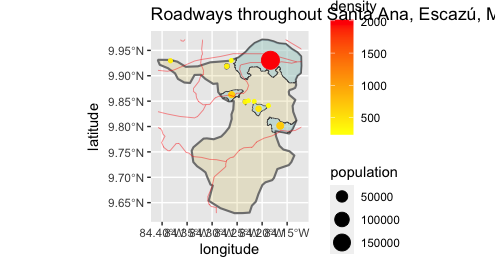 Roadways throughout Santa Ana, Escazú, M
density
2000
1500
1000
500
9.95°N
9.90°N
9.85°N
9.80°N
9.75°N
9.70°N
9.65°N
latitude
84.40°W 84.35°W 84.30°W 84.25°W 84.20°W 84.15°W
longitude
population
50000
100000
150000